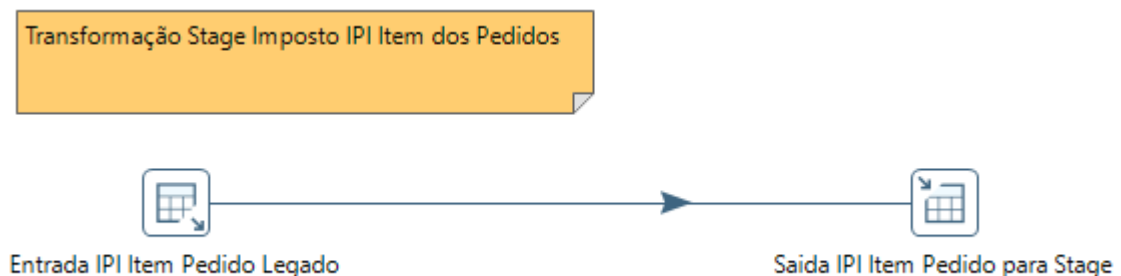 Transformação Stage Imposto IPI Item dos Pedidos
Entrada IPI Item Pedido Legado
Saida IPI Item Pedido para Stage